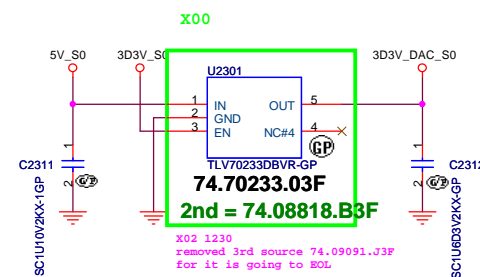 X00
5V_S0
3D3V_S0
3D3V_DAC_S0
U2301
1 IN OUT 5
2 GND
3 EN NC#4 4
GP
TLV70233DBVR-GP
74.70233.03F
2nd = 74.08818.B3F
X02 1230
removed 3rd source 74.09091.J3F
for it is going to EOL
1
C2311
2
SC1U10V2KX-1GP
1
C2312
2
SC1U6D3V2KX-GP